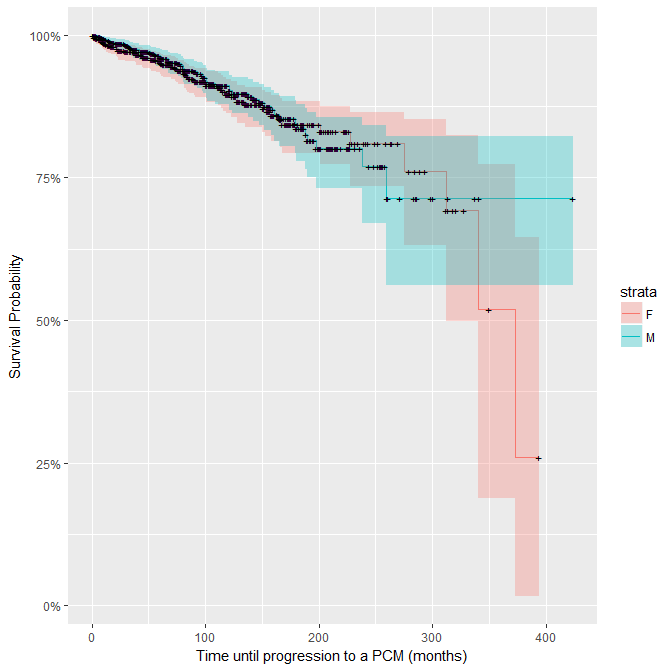 100%
75%
50%
25%
0%
Survival Probability
0 100 200 300 400
Time until progression to a PCM (months)
strata
F
M